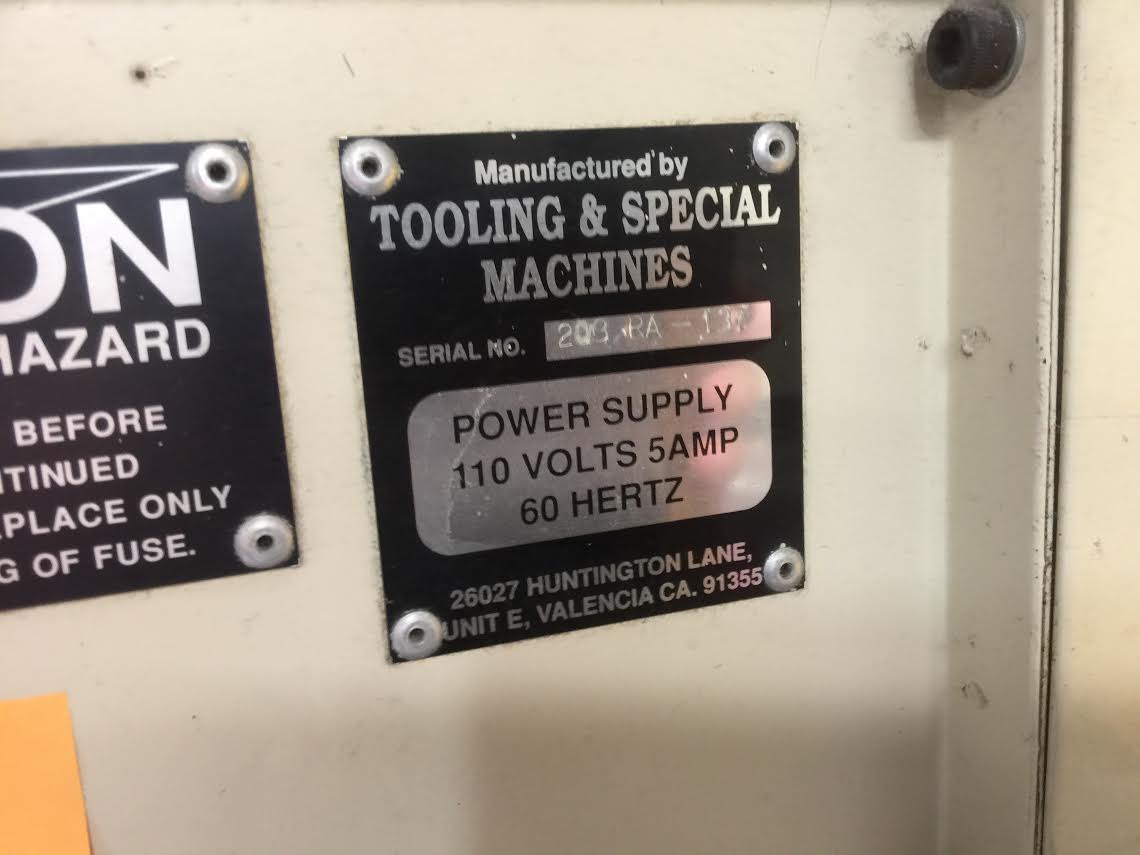 ON
HAZARD
BEFORE
TINUED
PLACE ONLY
G OF FUSE.
Manufactured by
TOOLING & SPECIAL
MACHINES
SERIAL NO.
POWER SUPPLY
110 VOLTS 5AMP
60 HERTZ
26027 HUNTINGTON LANE,
UNIT E, VALENCIA CA. 91355